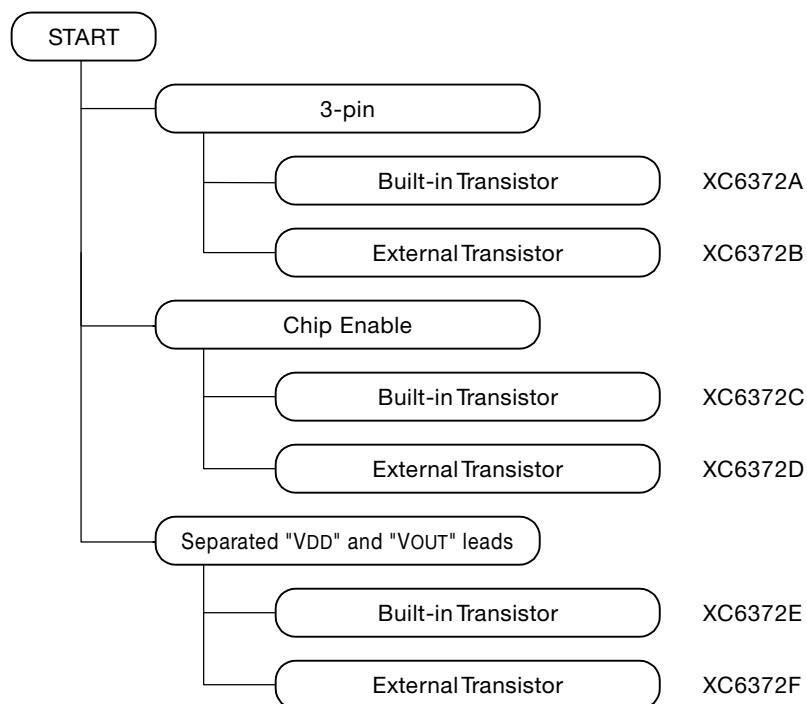 START
3-pin
Built-in Transistor XC6372A
External Transistor XC6372B
Chip Enable
Built-in Transistor XC6372C
External Transistor XC6372D
Separated "VDD" and "VOUT" leads
Built-in Transistor XC6372E
External Transistor XC6372F